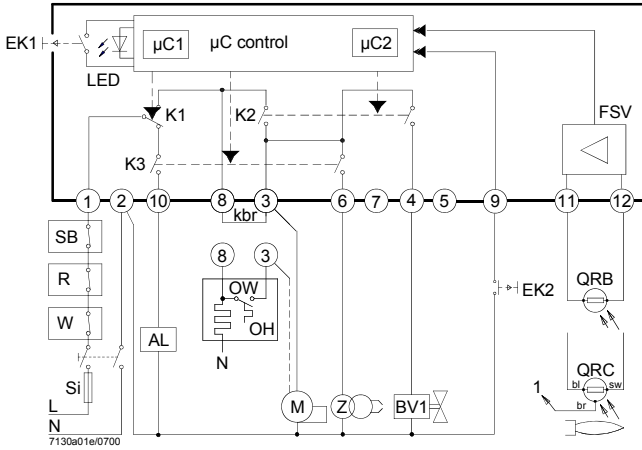 EK1
LED
µC1
µC control
µC2
K1
K2
K3
FSV
1 2 10 8 3 6 7 4 5 9 11 12
kbr
SB
R
W
Si
L
N
AL
8
3
OW
OH
N
M
Z
BV1
EK2
QRB
QRC
bl
sw
br
1
7130a01e/0700